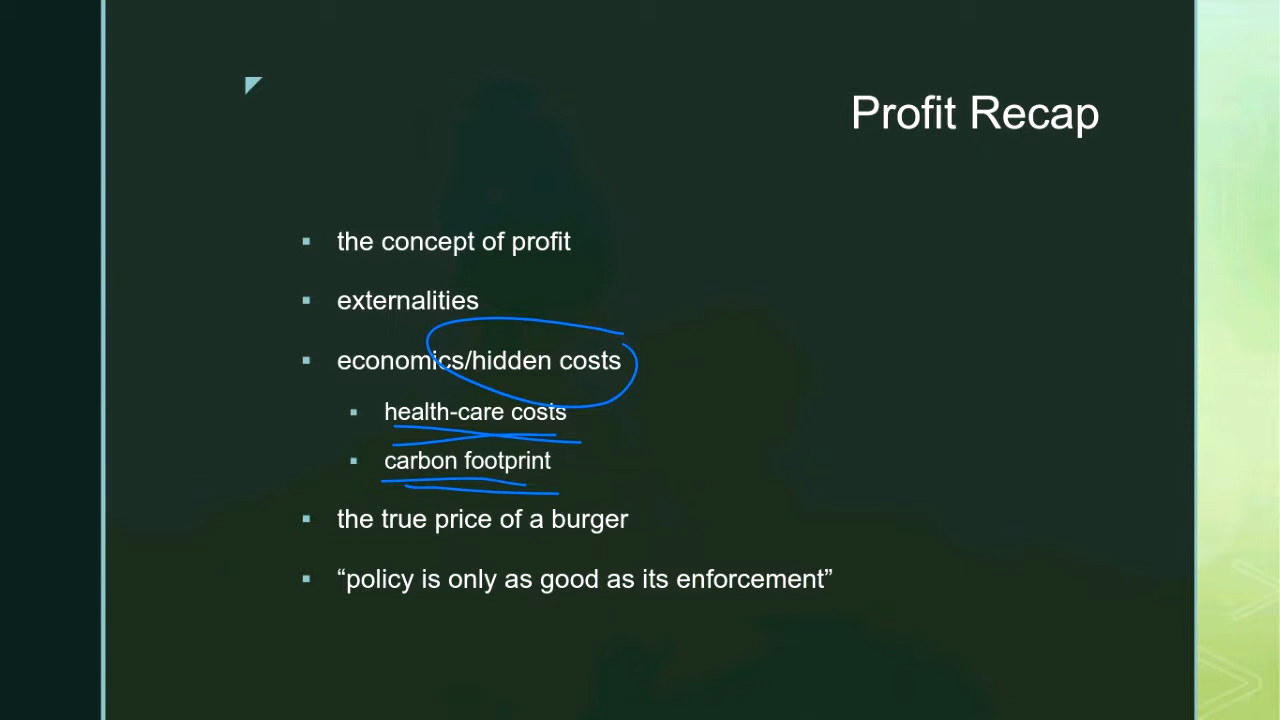 Profit Recap
the concept of profit
externalities
economics/hidden costs
health-care costs
carbon footprint
the true price of a burger
“policy is only as good as its enforcement”